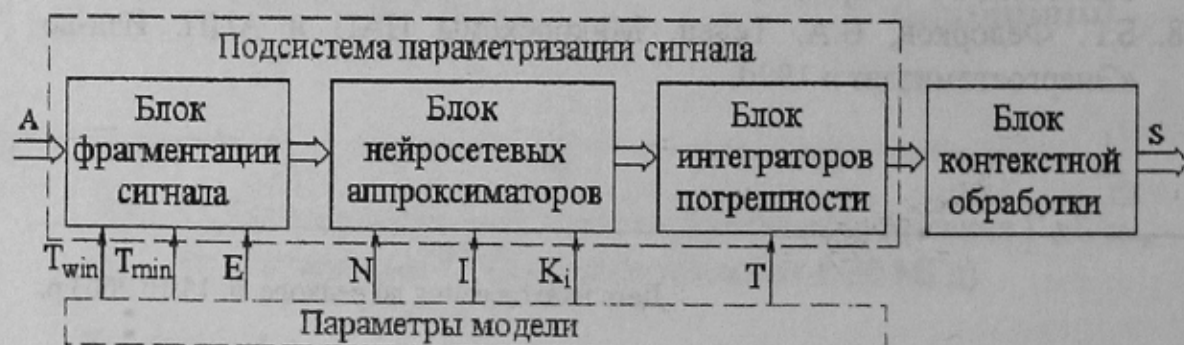 Подсистема параметризации сигнала
A
Блок
фрагментации
сигнала
Блок
нейросетевых
аппроксиматоров
Блок
интеграторов
погрешности
Блок
контекстной
обработки
S
Twin Tmin E N I Ki T
Параметры модели